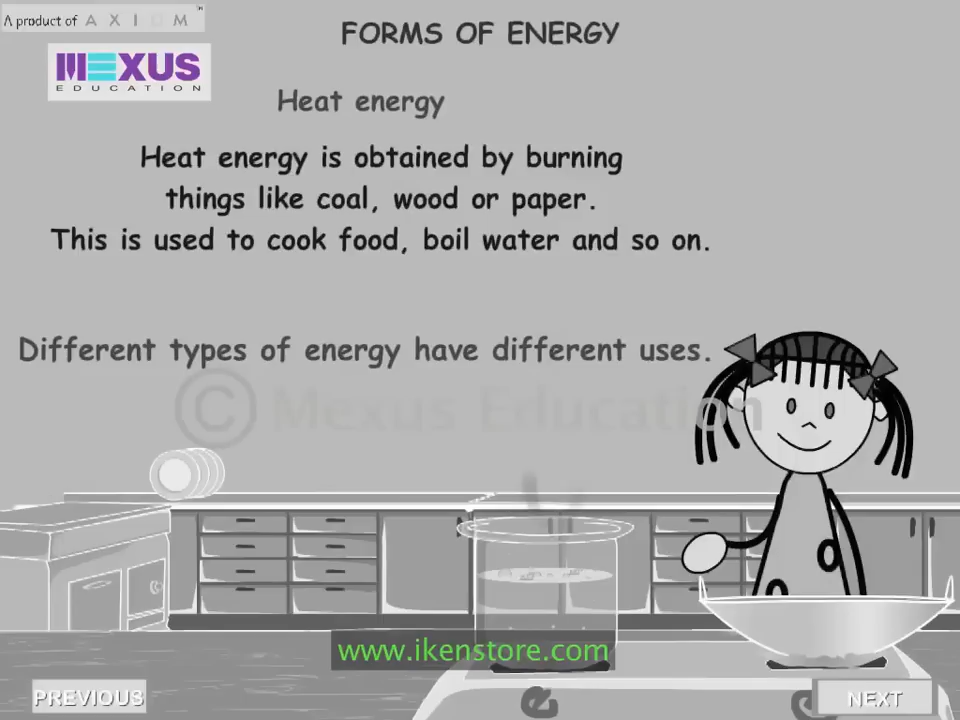 A product of AXIOM
FORMS OF ENERGY
MEXUS
EDUCATION
Heat energy
Heat energy is obtained by burning
things like coal, wood or paper.
This is used to cook food, boil water and so on.
Different types of energy have different uses.
© Mexus Education
www.ikenstore.com
PREVIOUS
NEXT